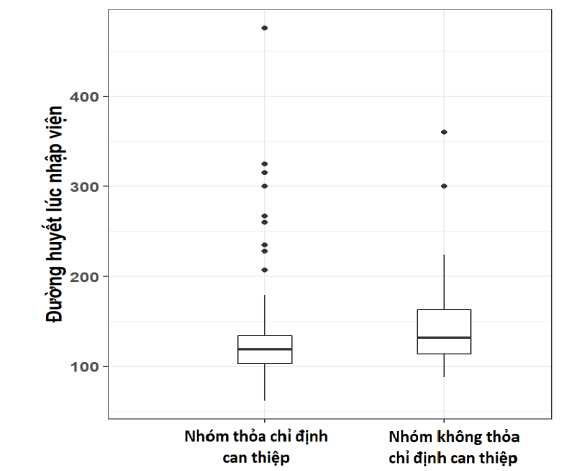 Đường huyết lúc nhập viện
400
300
200
100
Nhóm thỏa chỉ định
can thiệp
Nhóm không thỏa
chỉ định can thiệp